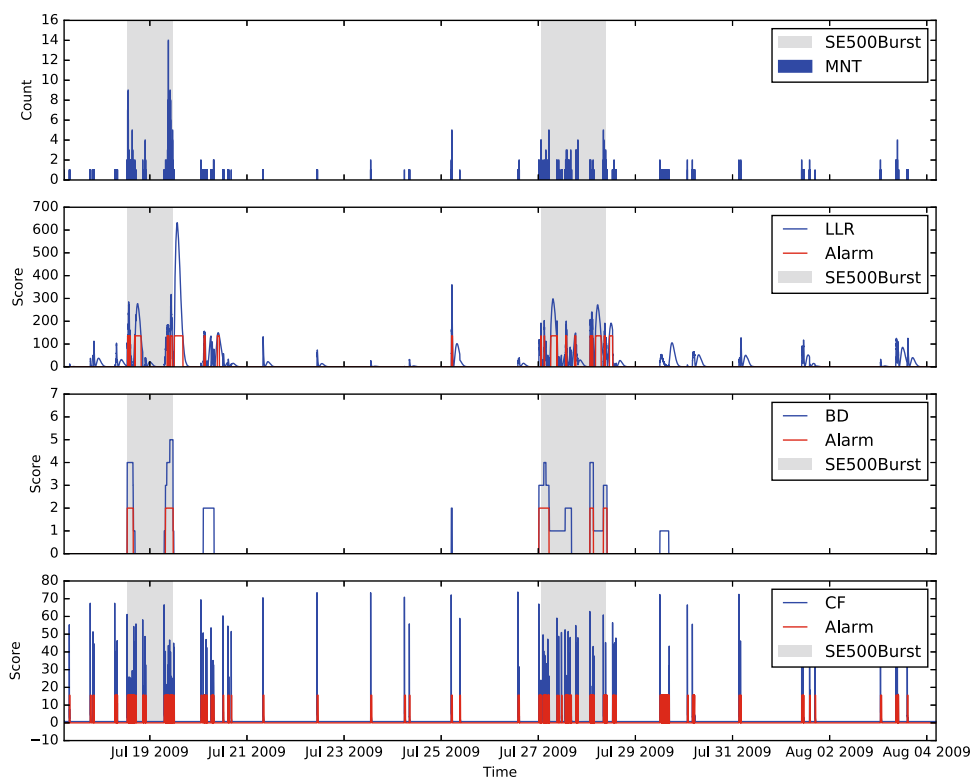 16
14
12
10
8
6
4
2
0
Count
SE500Burst
MNT
700
600
500
400
300
200
100
0
Score
LLR
Alarm
SE500Burst
7
6
5
4
3
2
1
0
Score
BD
Alarm
SE500Burst
80
70
60
50
40
30
20
10
0
−10
Score
CF
Alarm
SE500Burst
Jul 19 2009 Jul 21 2009 Jul 23 2009 Jul 25 2009 Jul 27 2009 Jul 29 2009 Jul 31 2009 Aug 02 2009 Aug 04 2009
Time